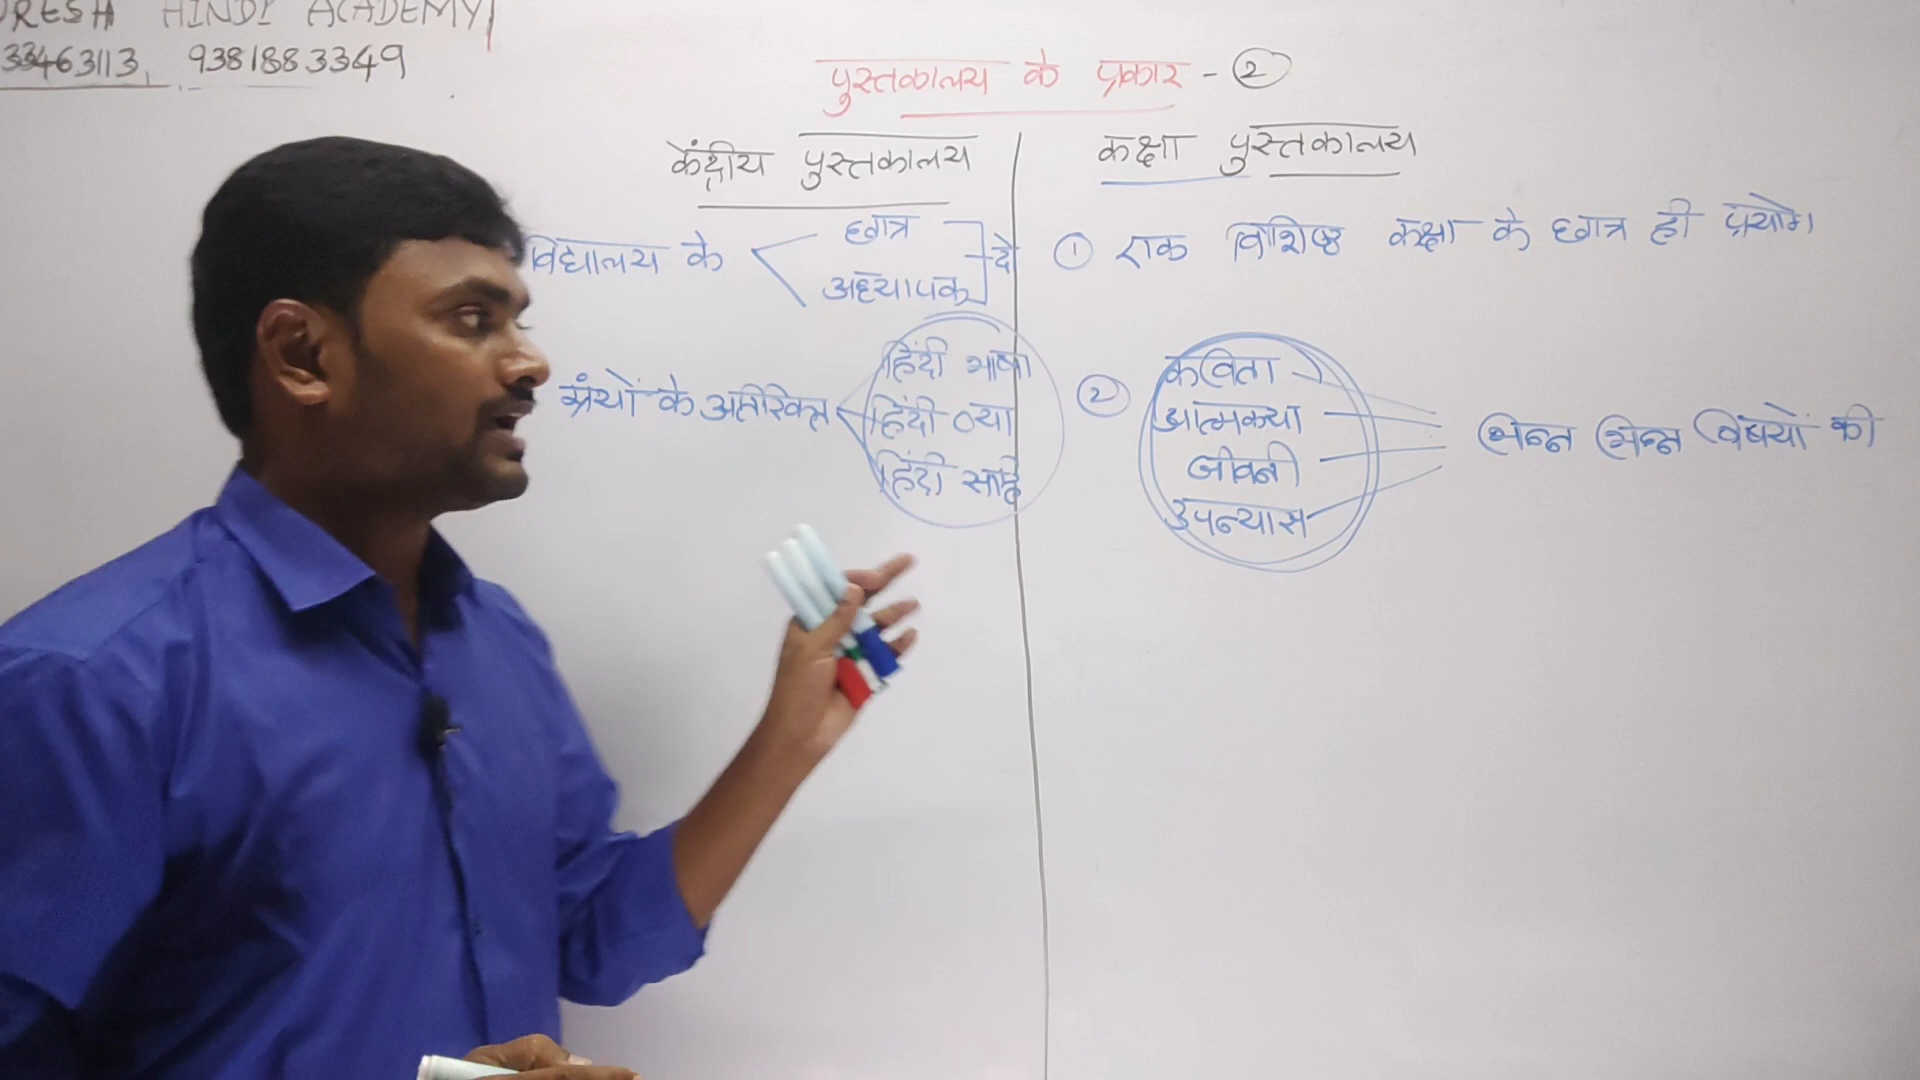 RESH HINDI ACADEMY
33463113, 9381883349
पुस्तकालय के प्रकार - 2
केंद्रीय पुस्तकालय
कक्षा पुस्तकालय
विद्यालय के
छात्र
अध्यापक
दो
1 एक विशिष्ठ कक्षा के छात्र ही प्रयोग।
ग्रंथों के अतिरिक्त
हिंदी भाषा
हिंदी व्या
हिंदी साहि
2
कविता
आत्मकथा
जीवनी
उपन्यास
भिन्न भिन्न विषयों की